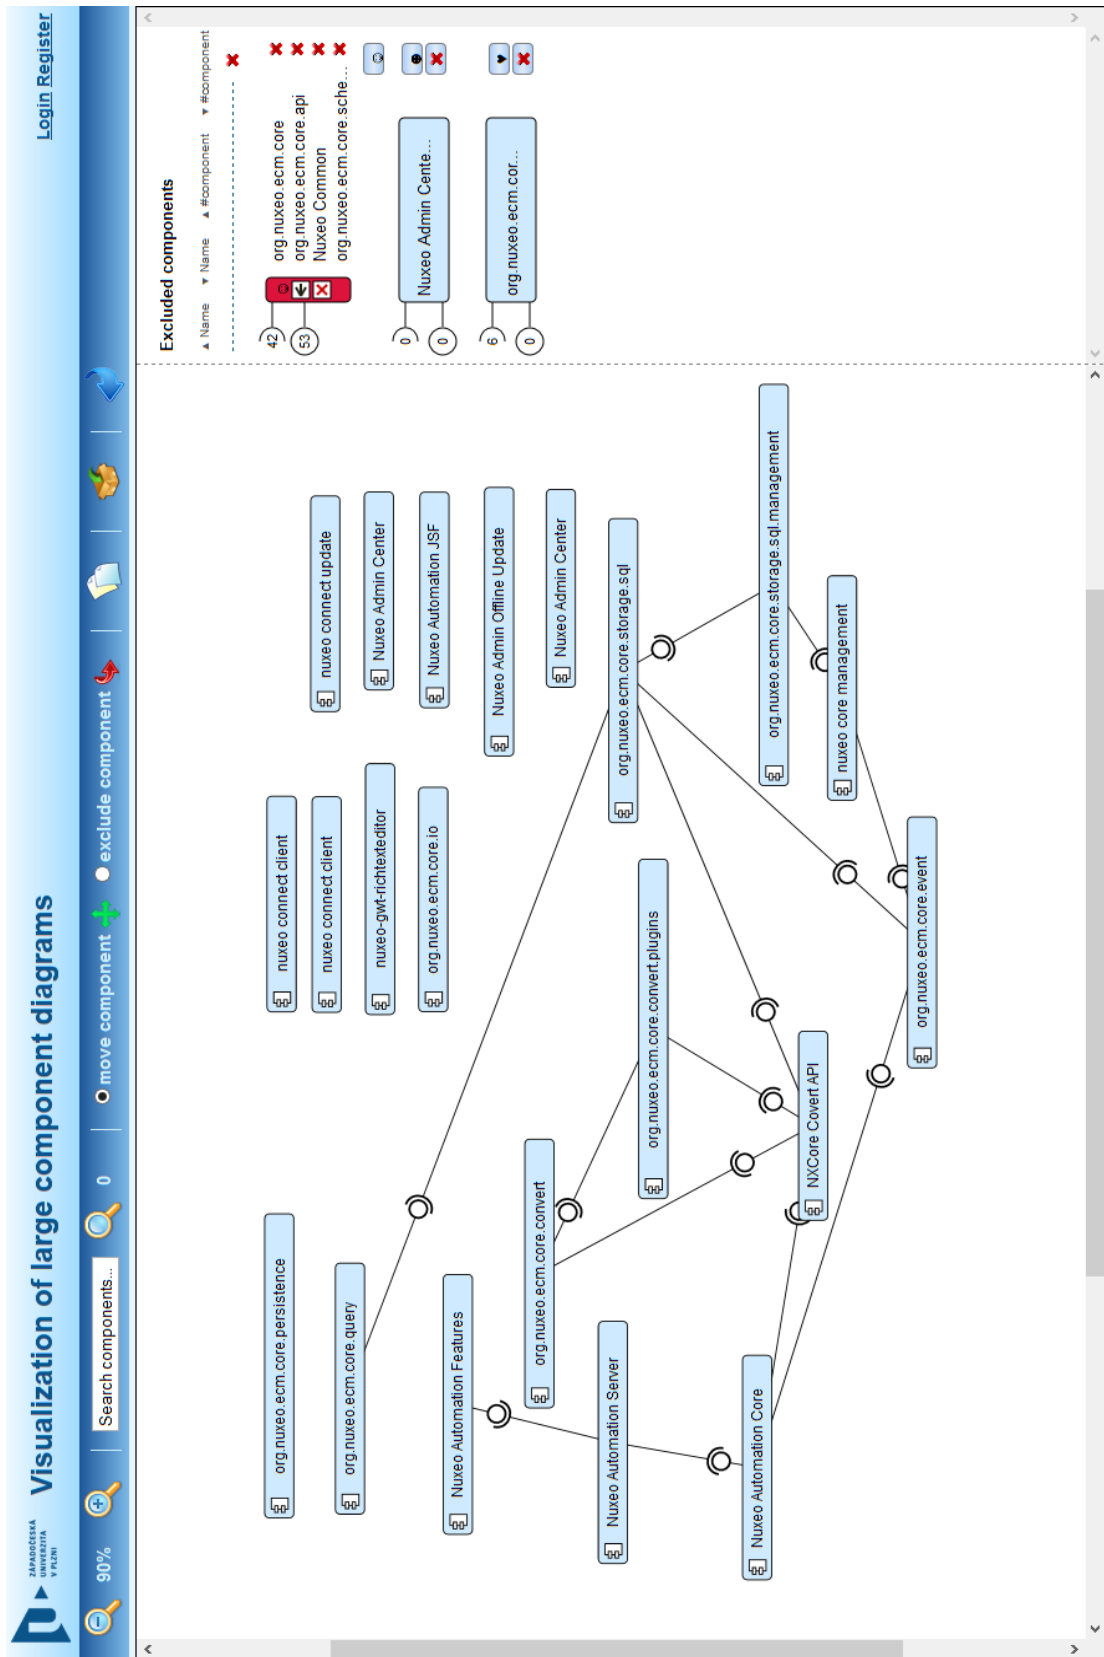 ZÁPADOČESKÁ
UNIVERZITA
V PLZNI
Visualization of large component diagrams
Login Register
90%
Search components...
0
move component
exclude component
Excluded components
▲ Name ▼ Name ▲ #component ▼ #component
42
53
org.nuxeo.ecm.core
org.nuxeo.ecm.core.api
Nuxeo Common
org.nuxeo.ecm.core.sche...
0
0
Nuxeo Admin Cente...
6
0
org.nuxeo.ecm.cor...
org.nuxeo.ecm.core.persistence
nuxeo connect client
nuxeo connect update
nuxeo connect client
org.nuxeo.ecm.core.query
nuxeo-gwt-richtexteditor
Nuxeo Admin Center
org.nuxeo.ecm.core.io
Nuxeo Automation JSF
Nuxeo Automation Features
Nuxeo Admin Offline Update
org.nuxeo.ecm.core.convert
Nuxeo Admin Center
Nuxeo Automation Server
org.nuxeo.ecm.core.storage.sql
org.nuxeo.ecm.core.convert.plugins
Nuxeo Automation Core
org.nuxeo.ecm.core.storage.sql.management
NXCore Covert API
nuxeo core management
org.nuxeo.ecm.core.event